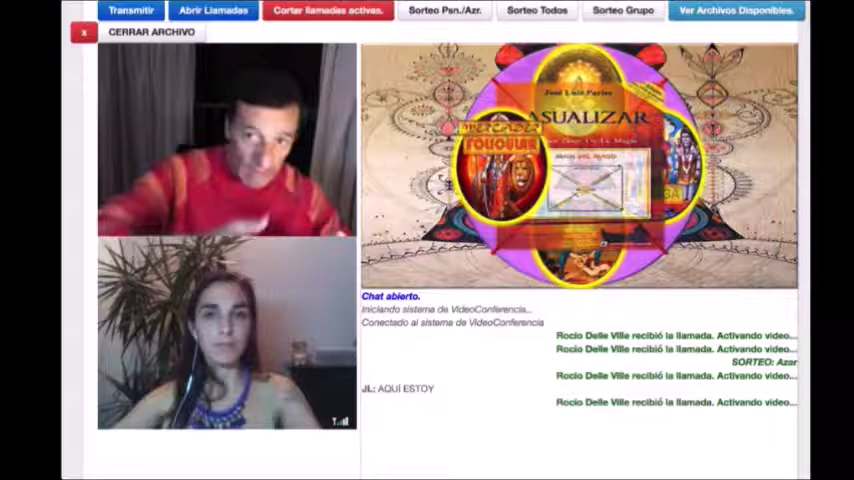 Transmitir
Abrir Llamadas
Cortar llamadas activas.
Sorteo Psn./Azr.
Sorteo Todos
Sorteo Grupo
Ver Archivos Disponibles.
x
CERRAR ARCHIVO
José Luis Parise
ASUALIZAR
FOLICULAR
Chat abierto.
Iniciando sistema de VideoConferencia...
Conectado al sistema de VideoConferencia
Rocio Delle Ville recibió la llamada. Activando video...
Rocio Delle Ville recibió la llamada. Activando video...
SORTEO: Azar
Rocio Delle Ville recibió la llamada. Activando video...
JL: AQUÍ ESTOY
Rocio Delle Ville recibió la llamada. Activando video...